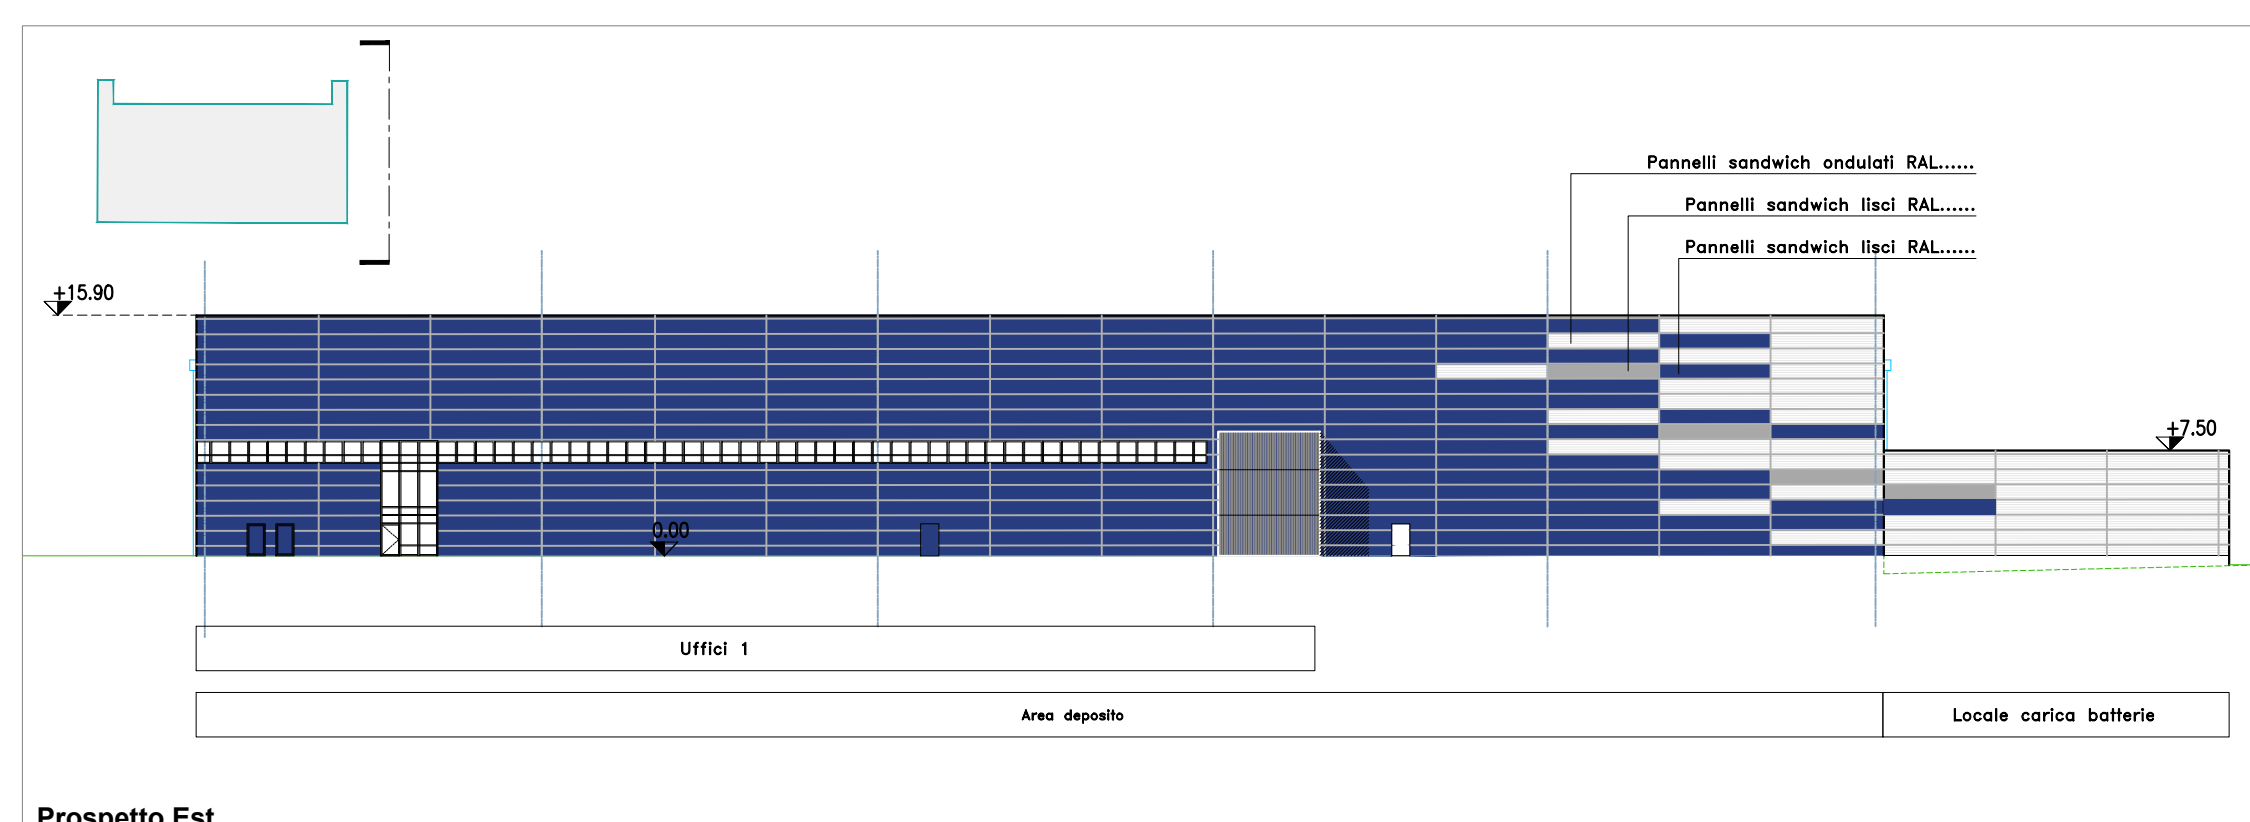 Pannelli sandwich ondulati RAL......
Pannelli sandwich lisci RAL......
Pannelli sandwich lisci RAL......
+15.90
+7.50
0.00
Uffici 1
Area deposito
Locale carica batterie
Prospetto Est